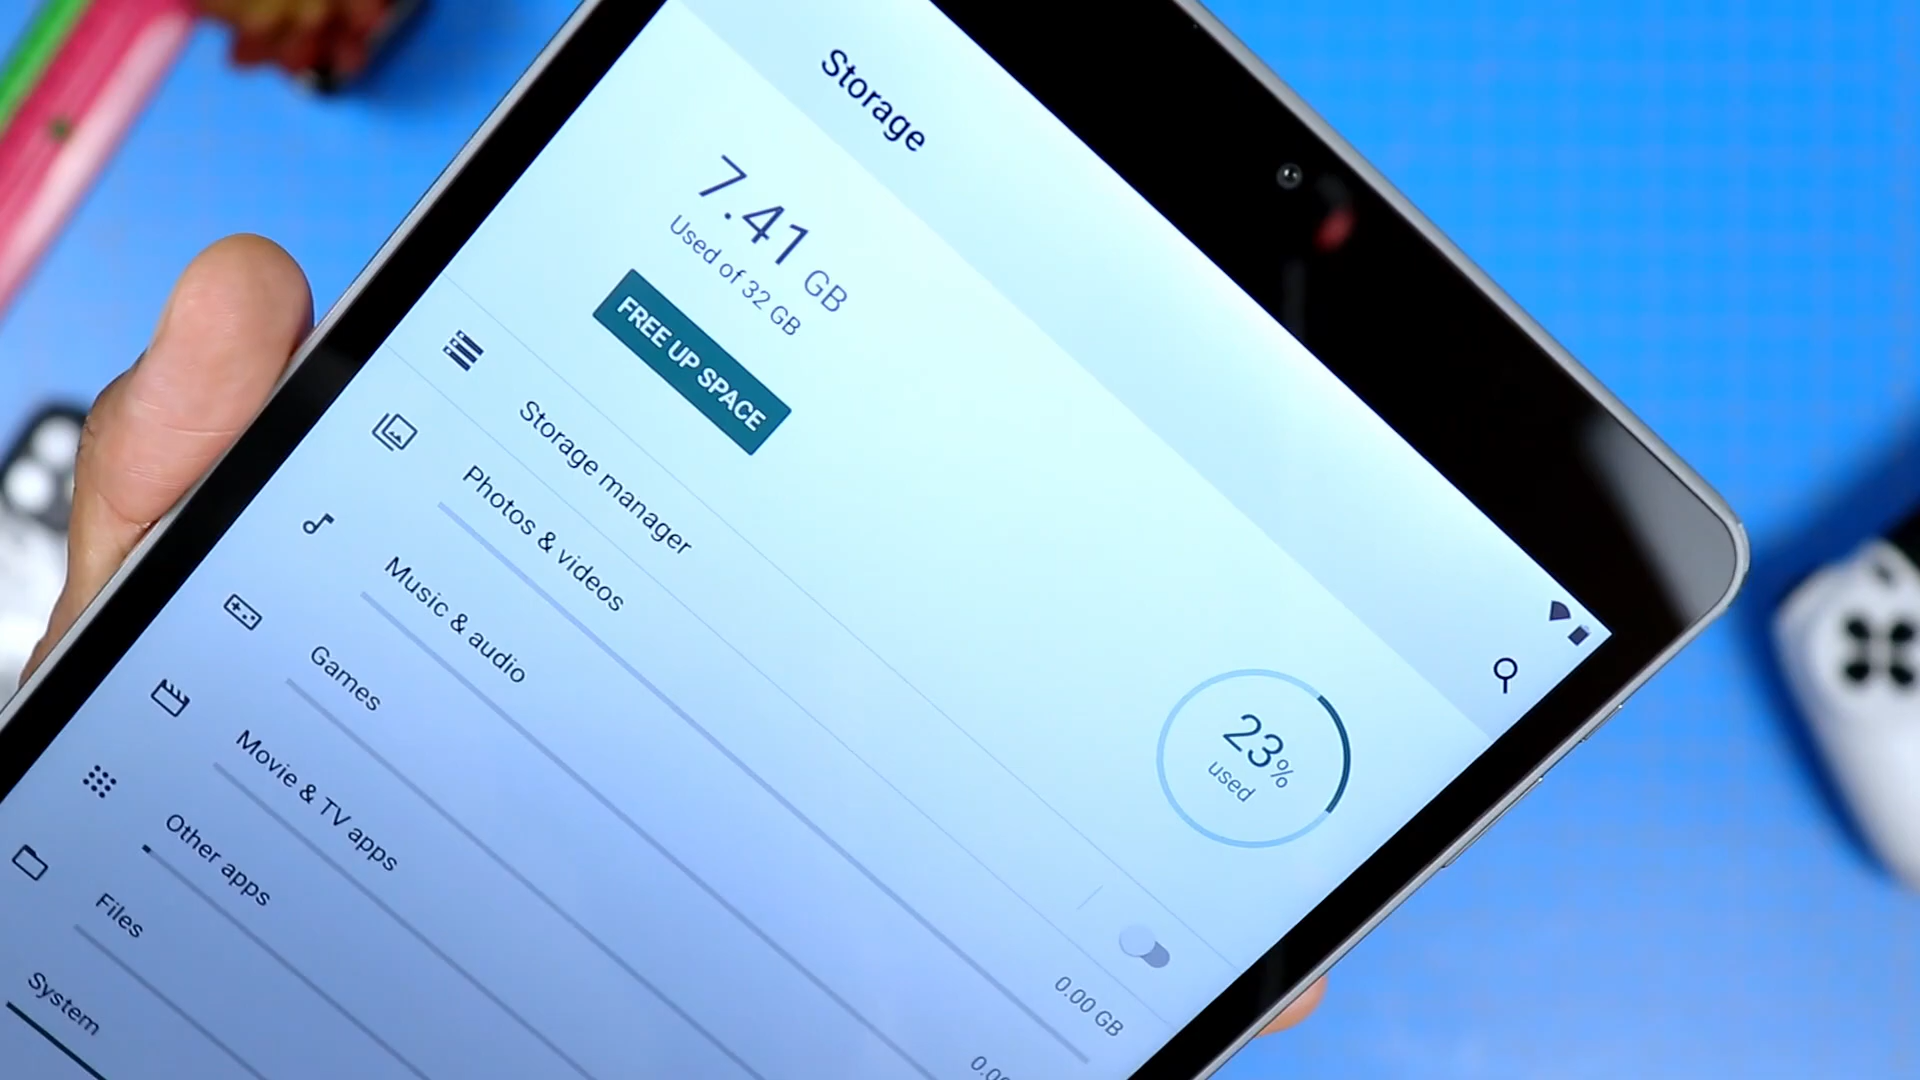 Storage
7.41 GB
Used of 32 GB
FREE UP SPACE
23%
used
Storage manager
Photos & videos
0.00 GB
Music & audio
Games
Movie & TV apps
Other apps
Files
System